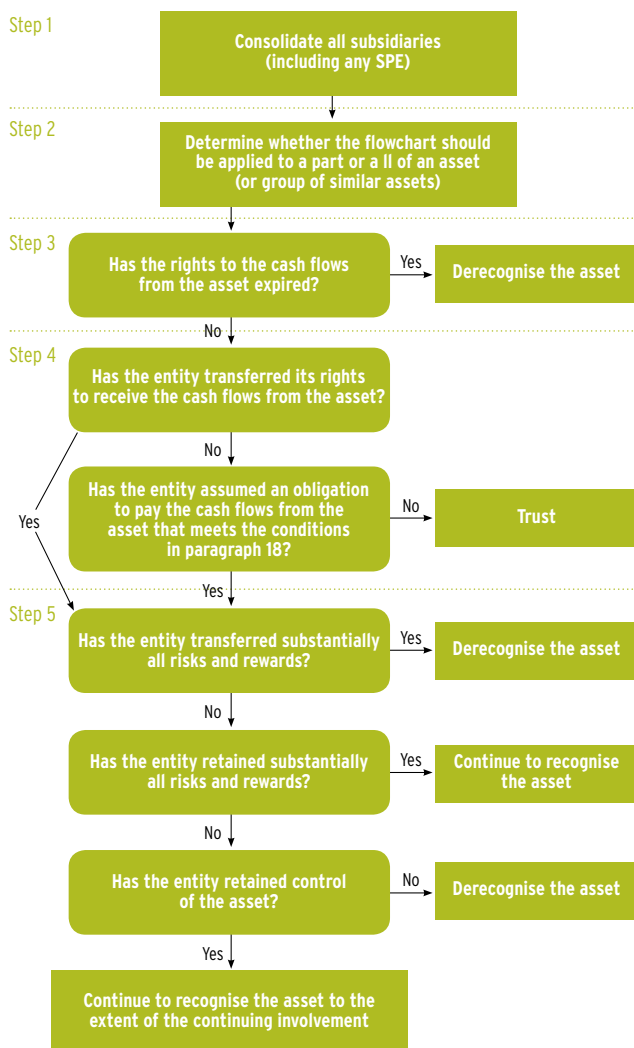 Step 1
Consolidate all subsidiaries
(including any SPE)
Step 2
Determine whether the flowchart should
be applied to a part or a ll of an asset
(or group of similar assets)
Step 3
Has the rights to the cash flows
from the asset expired?
Yes
Derecognise the asset
No
Step 4
Has the entity transferred its rights
to receive the cash flows from the asset?
No
Has the entity assumed an obligation
to pay the cash flows from the
asset that meets the conditions
in paragraph 18?
No
Trust
Yes
Yes
Step 5
Has the entity transferred substantially
all risks and rewards?
Yes
Derecognise the asset
No
Has the entity retained substantially
all risks and rewards?
Yes
Continue to recognise
the asset
No
Has the entity retained control
of the asset?
No
Derecognise the asset
Yes
Continue to recognise the asset to the
extent of the continuing involvement